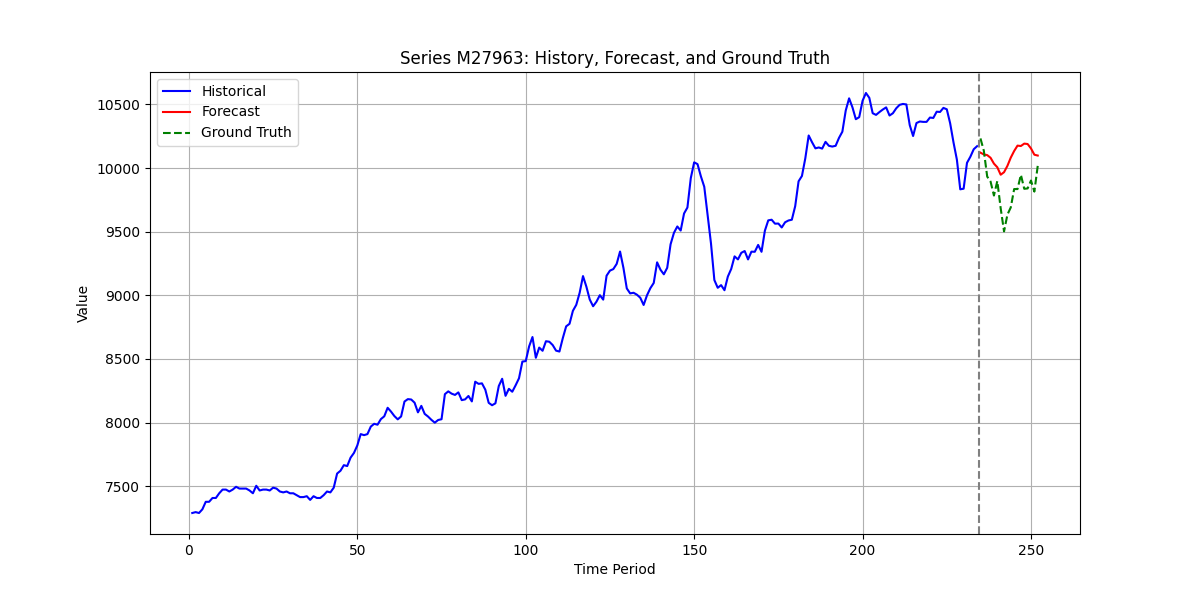 Series M27963: History, Forecast, and Ground Truth
Historical
Forecast
Ground Truth
10500
10000
9500
9000
8500
8000
7500
Value
0 50 100 150 200 250
Time Period